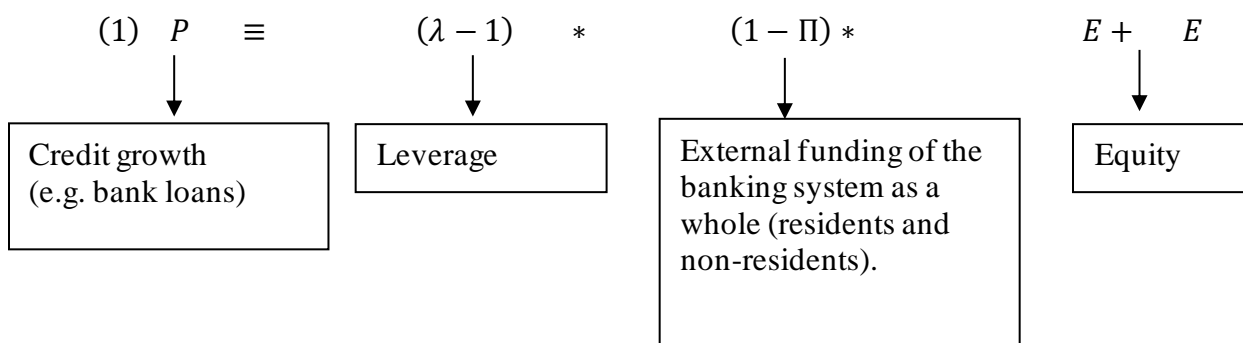 (1) P ≡ (λ − 1) ∗ (1 − Π) ∗ E + E
Credit growth
(e.g. bank loans)
Leverage
External funding of the
banking system as a
whole (residents and
non-residents).
Equity